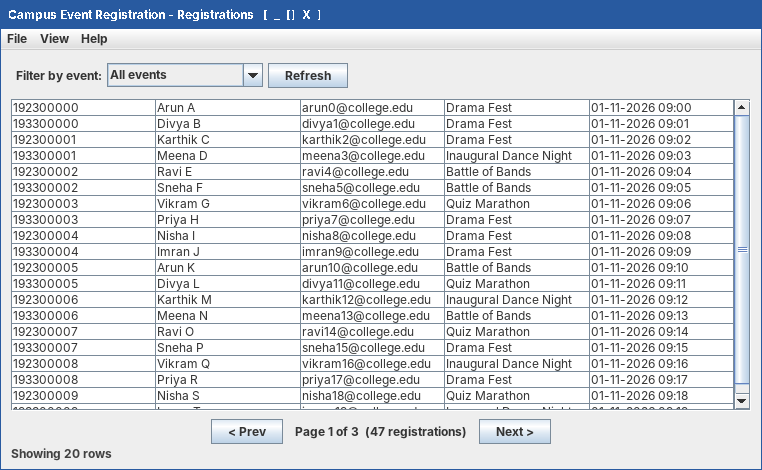 Campus Event Registration - Registrations [ _ [] X ]
File View Help
Filter by event: All events Refresh
192300000 Arun A arun0@college.edu Drama Fest 01-11-2026 09:00
193300000 Divya B divya1@college.edu Drama Fest 01-11-2026 09:01
192300001 Karthik C karthik2@college.edu Drama Fest 01-11-2026 09:02
193300001 Meena D meena3@college.edu Inaugural Dance Night 01-11-2026 09:03
192300002 Ravi E ravi4@college.edu Battle of Bands 01-11-2026 09:04
193300002 Sneha F sneha5@college.edu Battle of Bands 01-11-2026 09:05
192300003 Vikram G vikram6@college.edu Quiz Marathon 01-11-2026 09:06
193300003 Priya H priya7@college.edu Drama Fest 01-11-2026 09:07
192300004 Nisha I nisha8@college.edu Drama Fest 01-11-2026 09:08
193300004 Imran J imran9@college.edu Drama Fest 01-11-2026 09:09
192300005 Arun K arun10@college.edu Battle of Bands 01-11-2026 09:10
193300005 Divya L divya11@college.edu Quiz Marathon 01-11-2026 09:11
192300006 Karthik M karthik12@college.edu Inaugural Dance Night 01-11-2026 09:12
193300006 Meena N meena13@college.edu Battle of Bands 01-11-2026 09:13
192300007 Ravi O ravi14@college.edu Quiz Marathon 01-11-2026 09:14
193300007 Sneha P sneha15@college.edu Drama Fest 01-11-2026 09:15
192300008 Vikram Q vikram16@college.edu Inaugural Dance Night 01-11-2026 09:16
193300008 Priya R priya17@college.edu Drama Fest 01-11-2026 09:17
192300009 Nisha S nisha18@college.edu Quiz Marathon 01-11-2026 09:18
< Prev Page 1 of 3 (47 registrations) Next >
Showing 20 rows